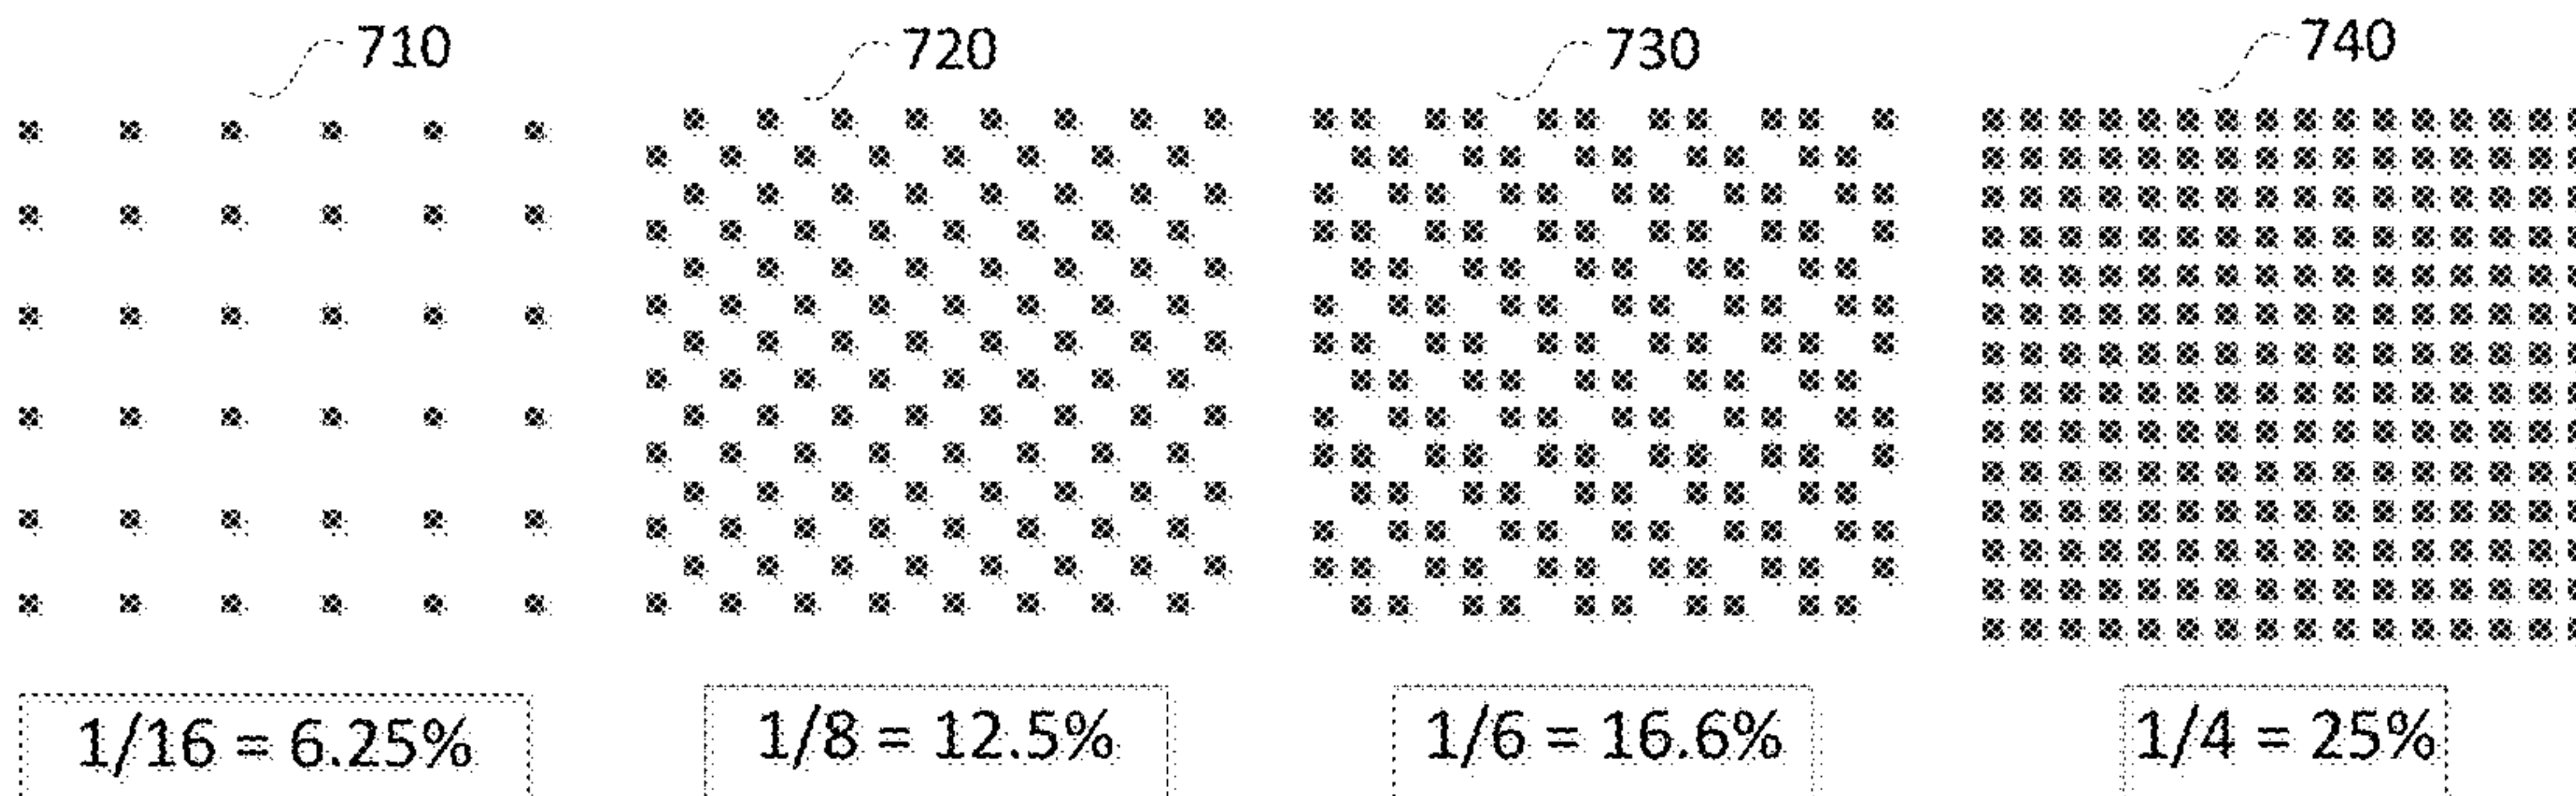 710
720
730
740
1/16 = 6.25%
1/8 = 12.5%
1/6 = 16.6%
1/4 = 25%